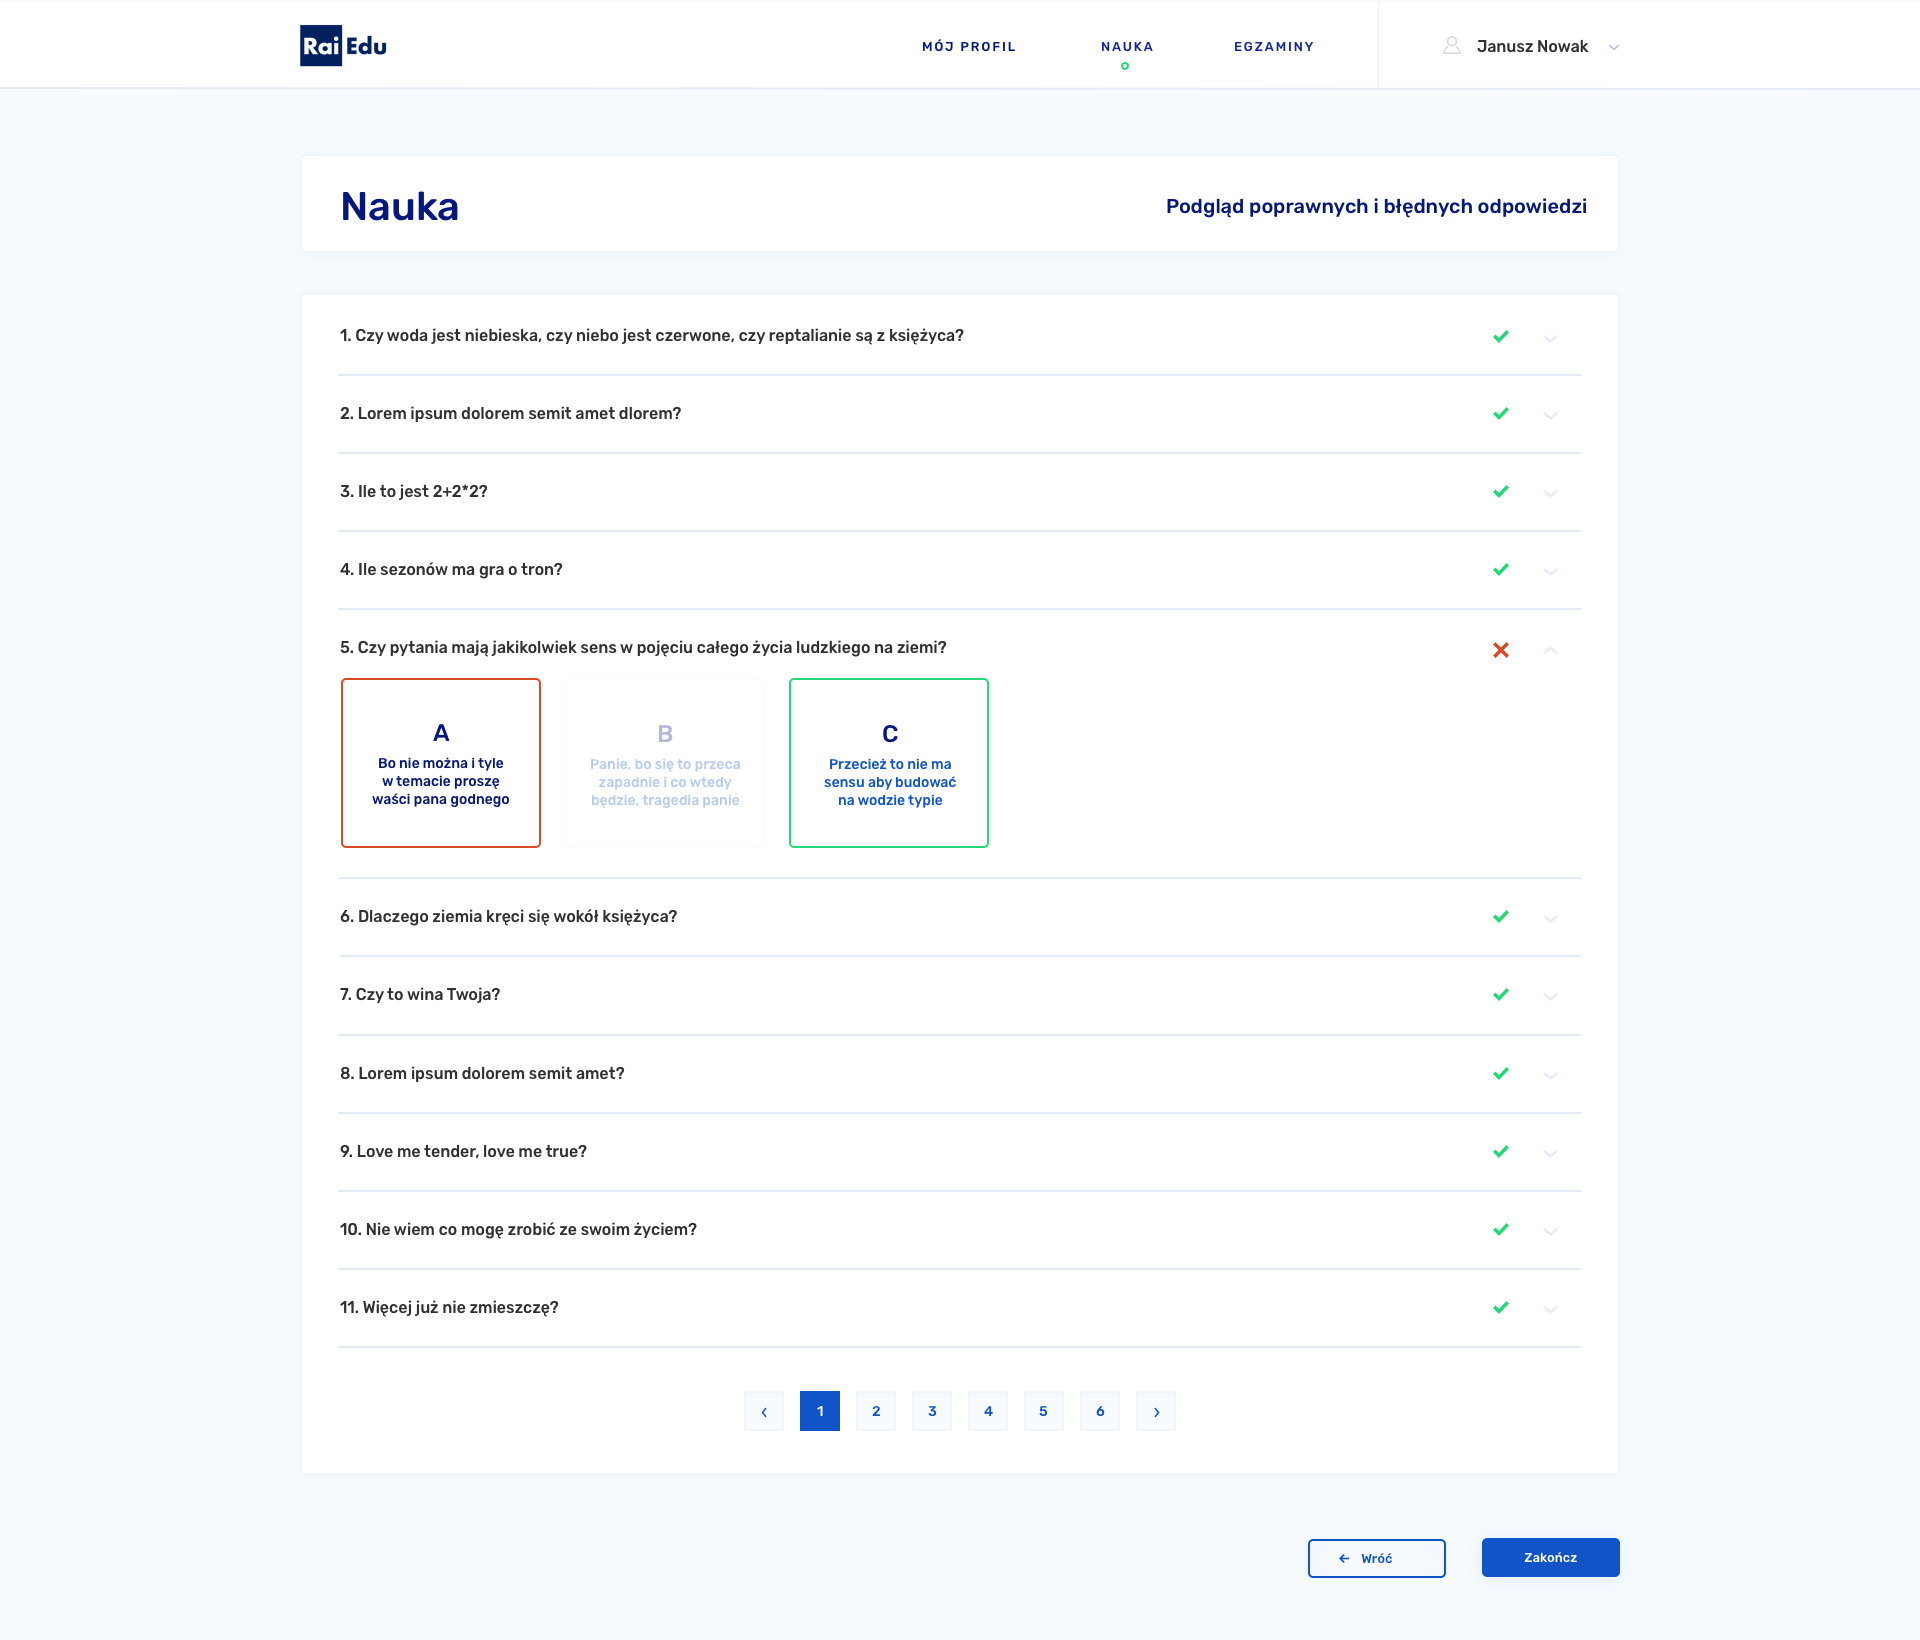 Rai Edu
MÓJ PROFIL
NAUKA
EGZAMINY
Janusz Nowak
Nauka
Podgląd poprawnych i błędnych odpowiedzi
1. Czy woda jest niebieska, czy niebo jest czerwone, czy reptalianie są z księżyca?
2. Lorem ipsum dolorem semit amet dlorem?
3. Ile to jest 2+2*2?
4. Ile sezonów ma gra o tron?
5. Czy pytania mają jakikolwiek sens w pojęciu całego życia ludzkiego na ziemi?
A
Bo nie można i tyle
w temacie proszę
waści pana godnego
B
Panie, bo się to przeca
zapadnie i co wtedy
będzie, tragedia panie
C
Przecież to nie ma
sensu aby budować
na wodzie typie
6. Dlaczego ziemia kręci się wokół księżyca?
7. Czy to wina Twoja?
8. Lorem ipsum dolorem semit amet?
9. Love me tender, love me true?
10. Nie wiem co mogę zrobić ze swoim życiem?
11. Więcej już nie zmieszczę?
‹ 1 2 3 4 5 6 ›
← Wróć
Zakończ